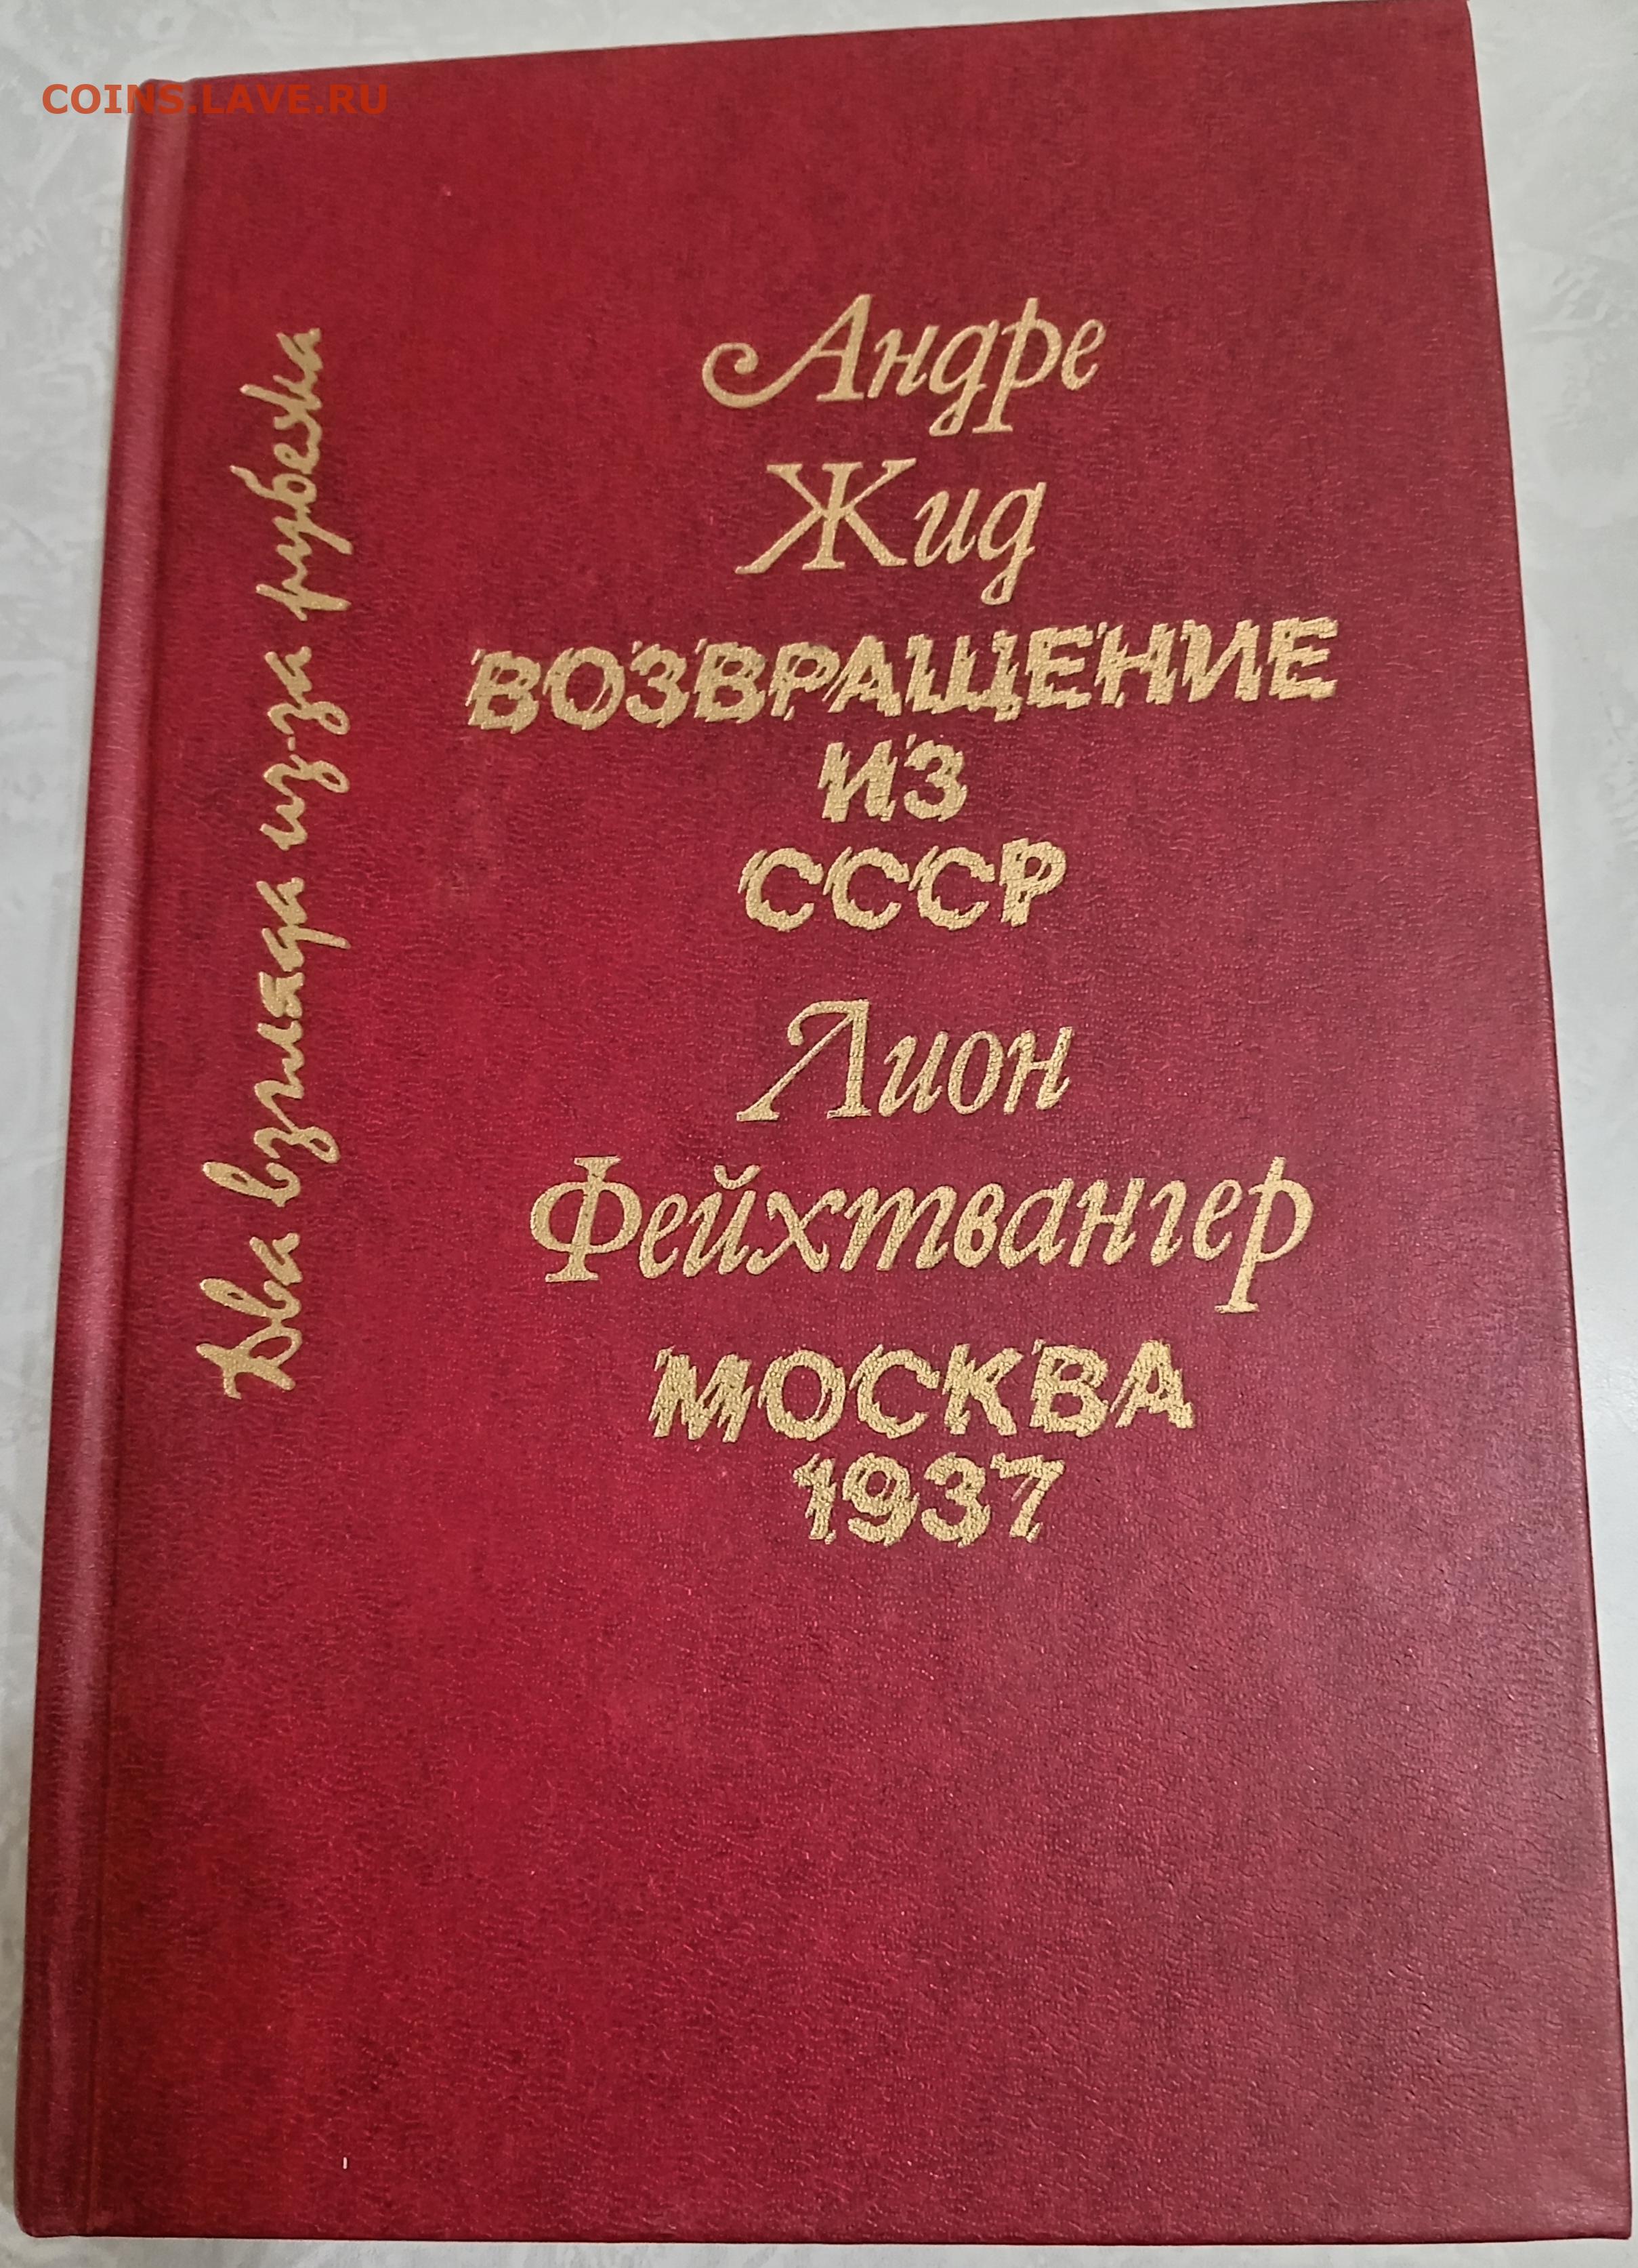 COINS.LAVE.RU
Два взгляда из-за рубежа
Андре
Жид
ВОЗВРАЩЕНИЕ
ИЗ
СССР
Лион
Фейхтвангер
МОСКВА
1937